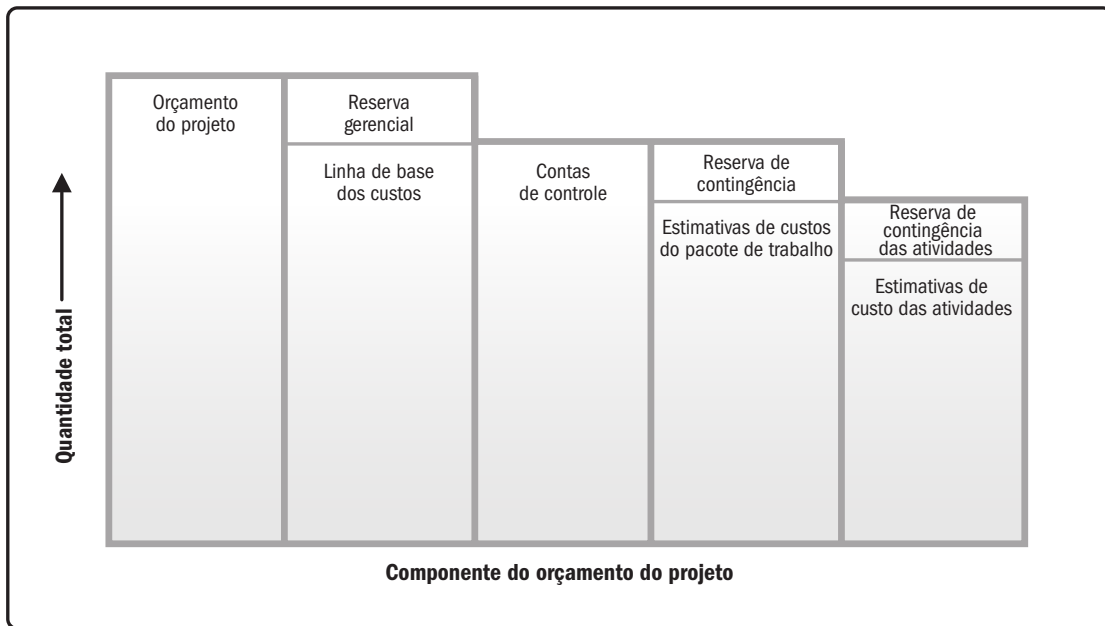 Orçamento
do projeto
Reserva
gerencial
Linha de base
dos custos
Contas
de controle
Reserva de
contingência
Estimativas de custos
do pacote de trabalho
Reserva de
contingência
das atividades
Estimativas de
custo das atividades
Quantidade total
Componente do orçamento do projeto